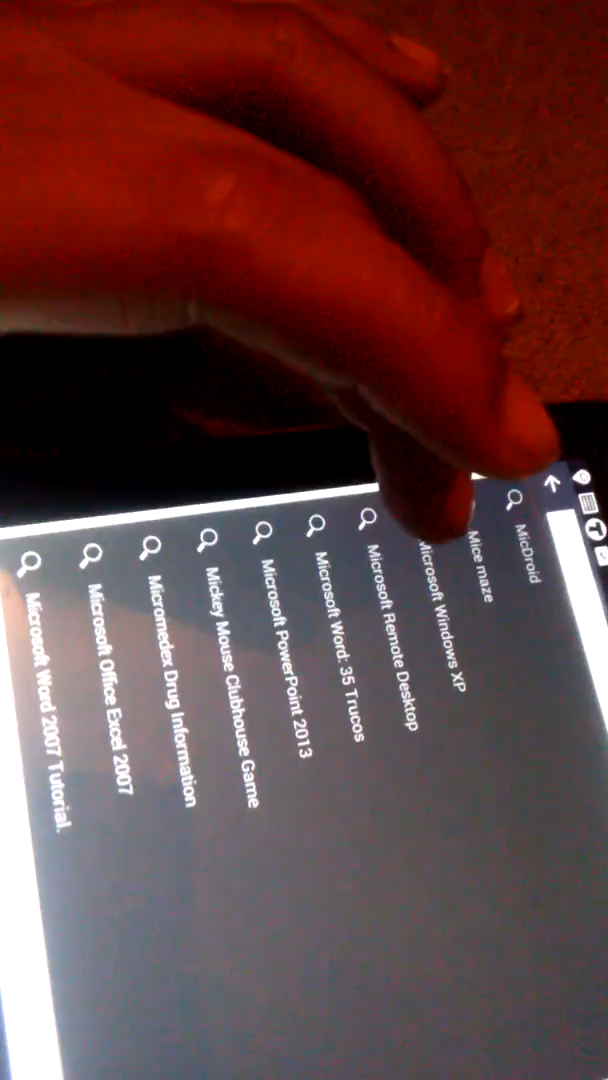 MicDroid
Mice maze
Microsoft Windows XP
Microsoft Remote Desktop
Microsoft Word: 35 Trucos
Microsoft PowerPoint 2013
Mickey Mouse Clubhouse Game
Micromedex Drug Information
Microsoft Office Excel 2007
Microsoft Word 2007 Tutorial.